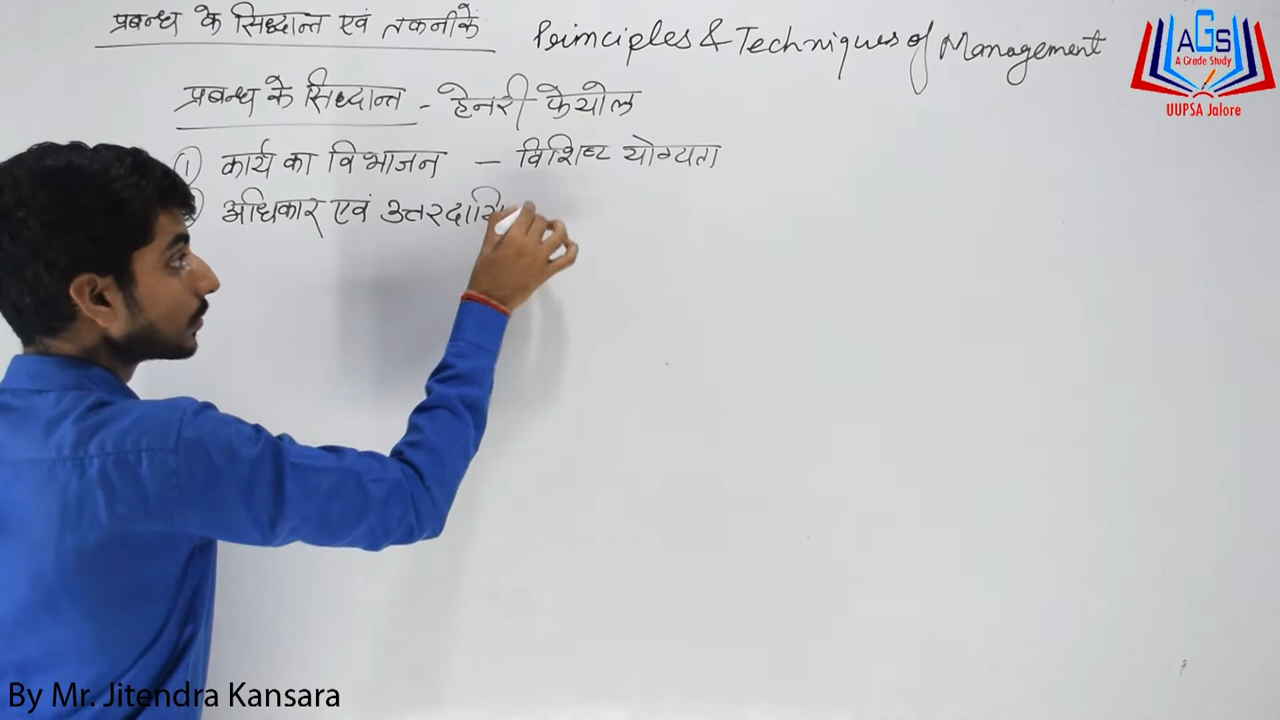 प्रबन्ध के सिद्धान्त एवं तकनीकें Principles & Techniques of Management
AGS
A Grade Study
UUPSA Jalore
प्रबन्ध के सिद्धान्त - हेनरी फेयोल
① कार्य का विभाजन - विशिष्ट योग्यता
अधिकार एवं उत्तरदायि
By Mr. Jitendra Kansara